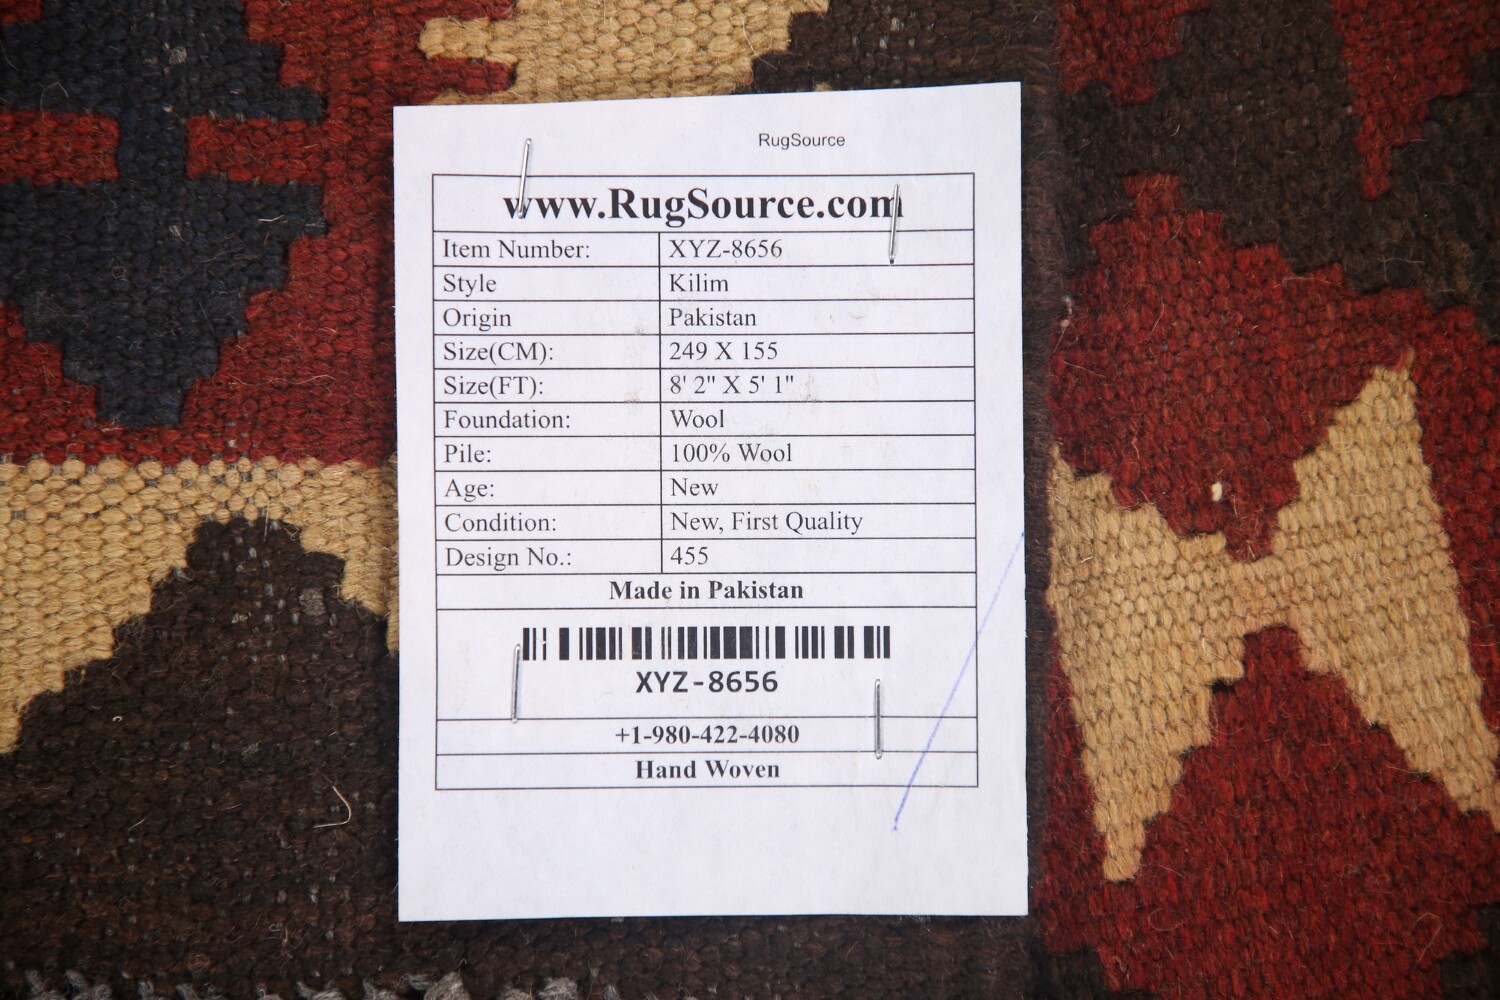 RugSource
www.RugSource.com
Item Number: XYZ-8656
Style Kilim
Origin Pakistan
Size(CM): 249 X 155
Size(FT): 8' 2" X 5' 1"
Foundation: Wool
Pile: 100% Wool
Age: New
Condition: New, First Quality
Design No.: 455
Made in Pakistan
XYZ-8656
+1-980-422-4080
Hand Woven